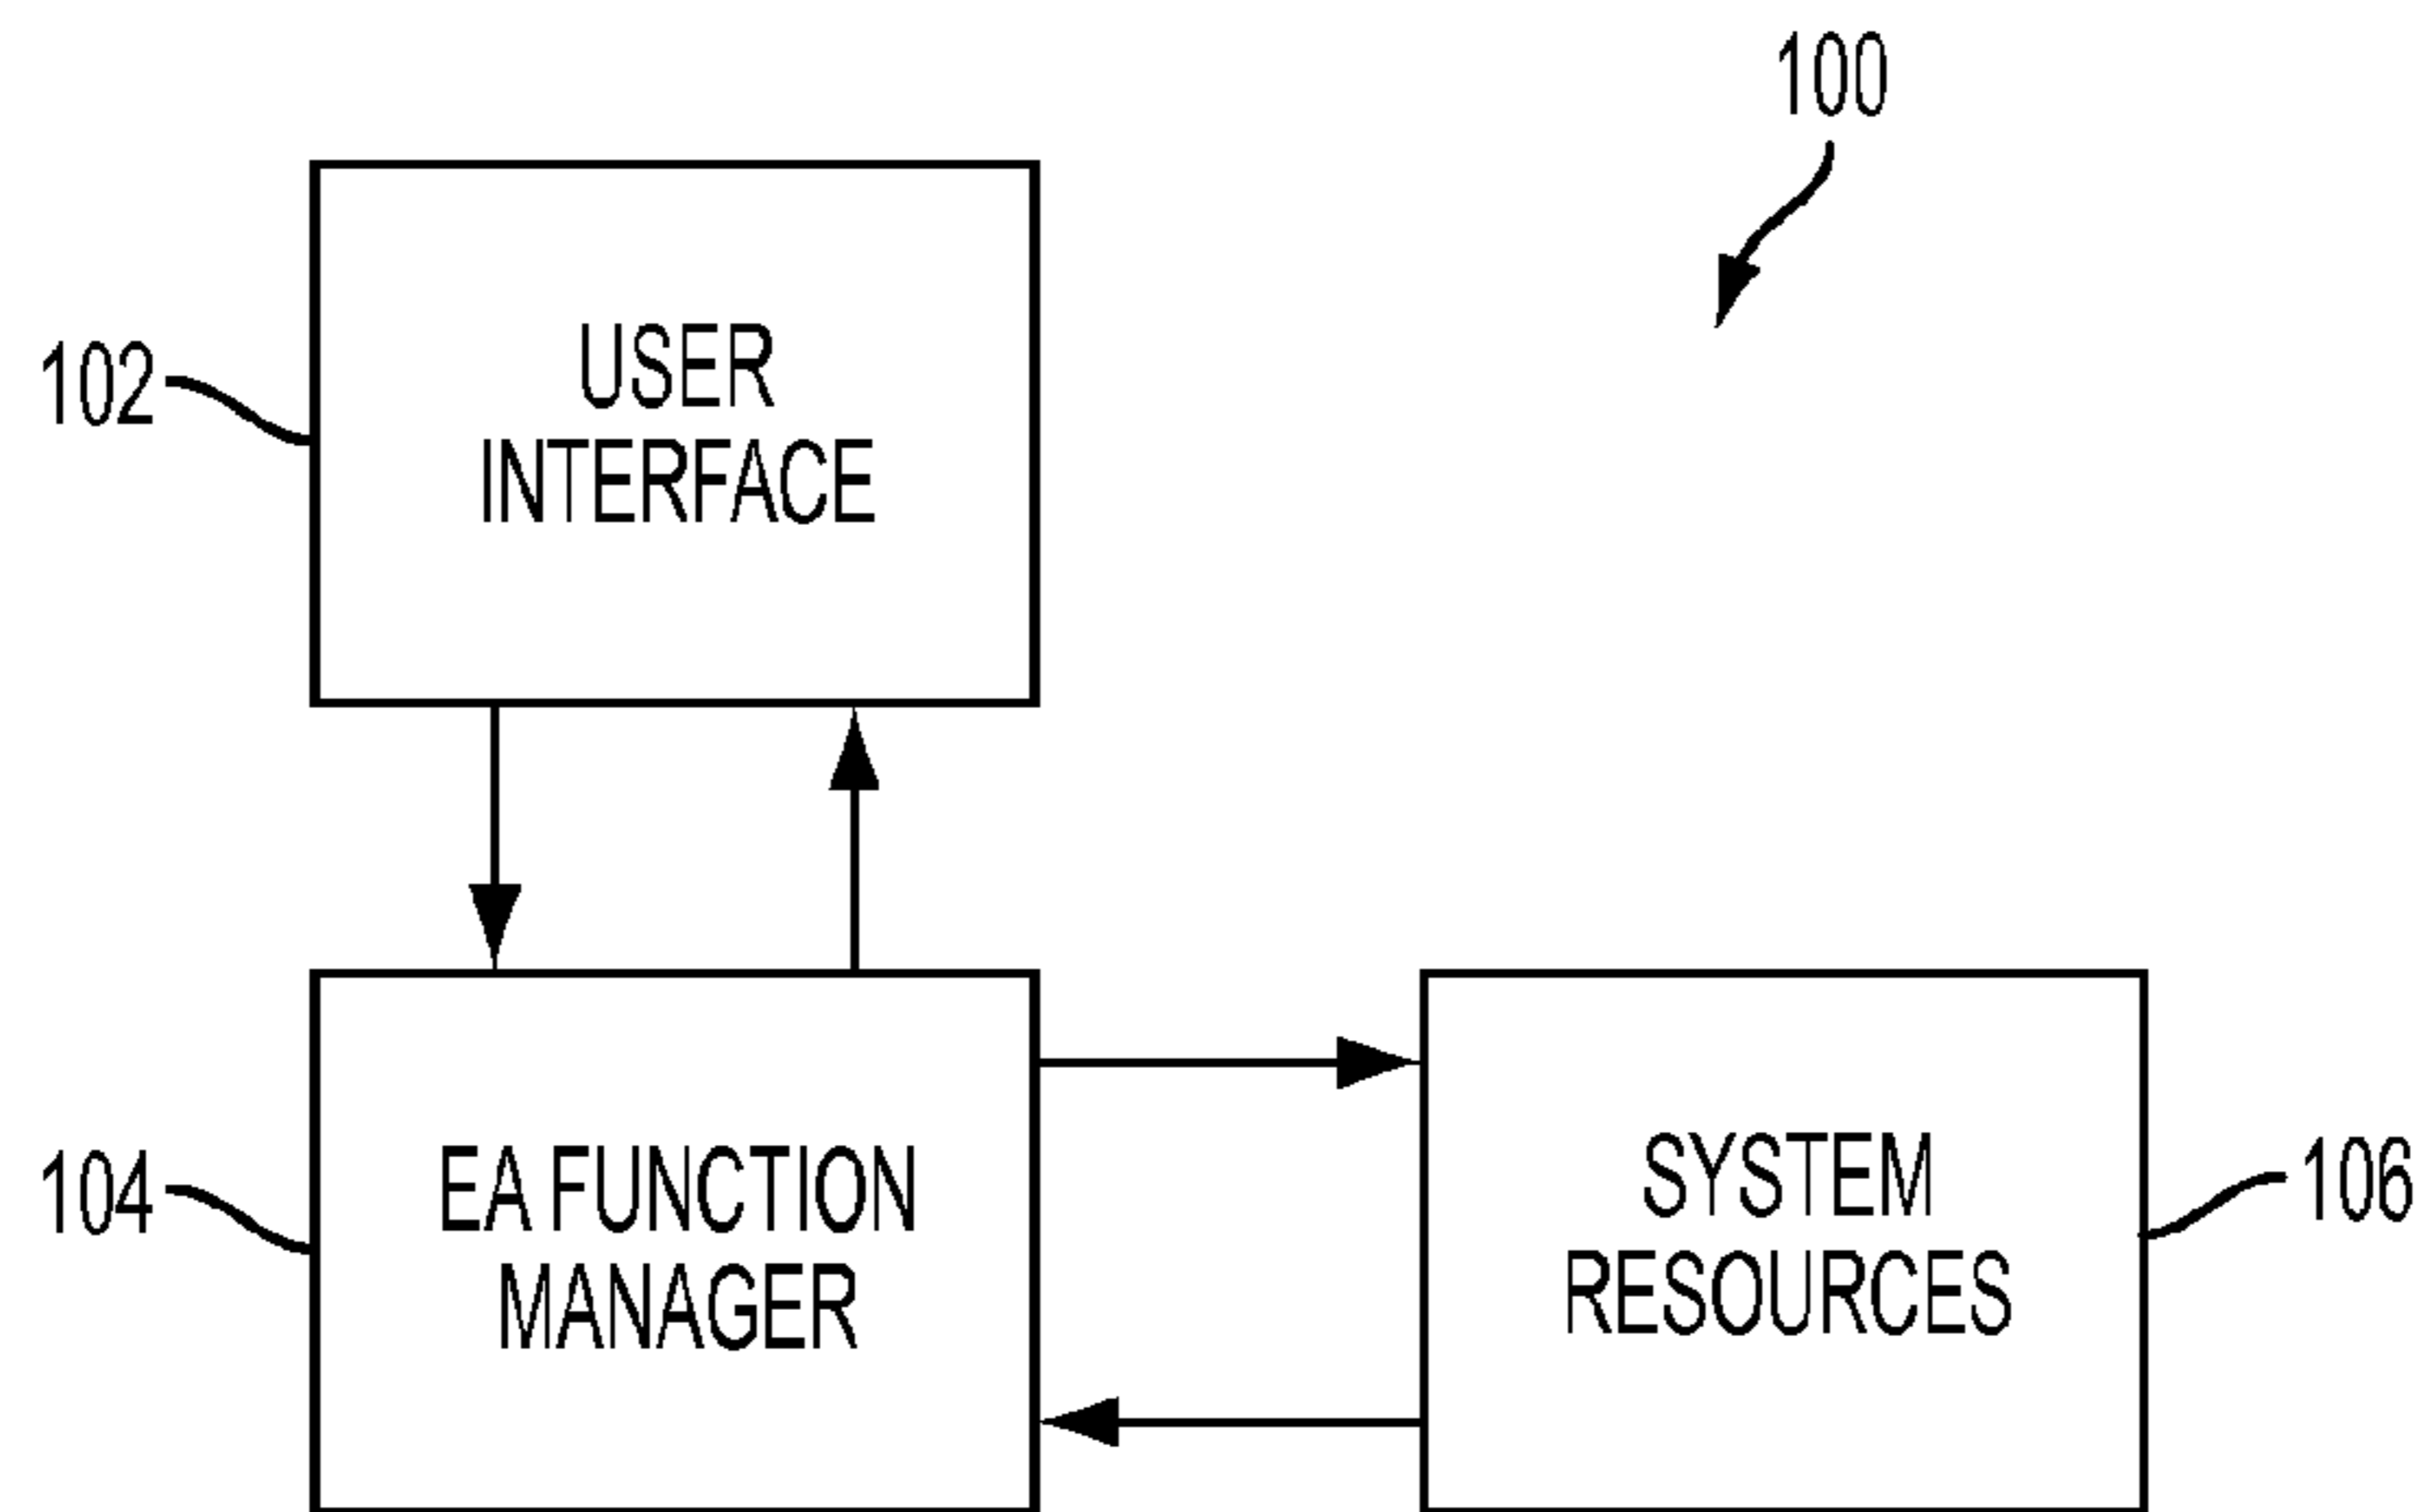 100
102
USER
INTERFACE
104
EA FUNCTION
MANAGER
SYSTEM
RESOURCES
106